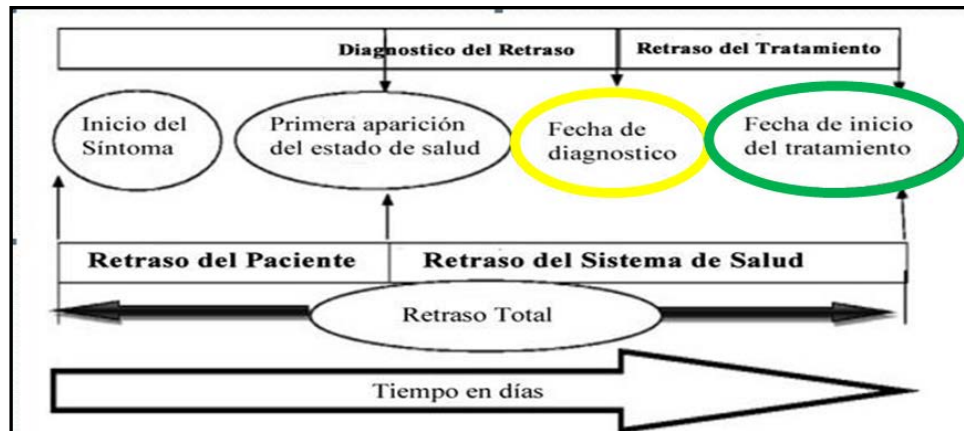 Diagnostico del Retraso
Retraso del Tratamiento
Inicio del
Síntoma
Primera aparición
del estado de salud
Fecha de
diagnostico
Fecha de inicio
del tratamiento
Retraso del Paciente
Retraso del Sistema de Salud
Retraso Total
Tiempo en días